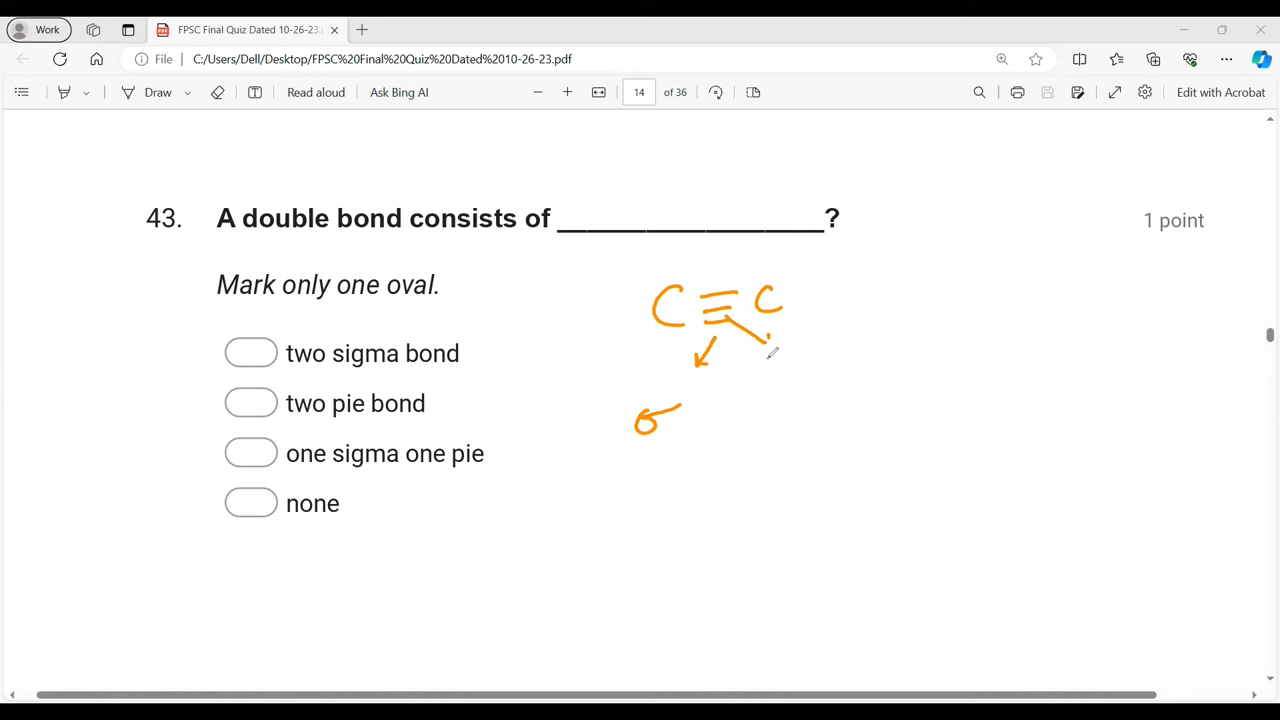 Work
FPSC Final Quiz Dated 10-26-23.
File C:/Users/Dell/Desktop/FPSC%20Final%20Quiz%20Dated%2010-26-23.pdf
Draw Read aloud Ask Bing AI 14 of 36 Edit with Acrobat
43. A double bond consists of __________________? 1 point
Mark only one oval.
C ≡ C
two sigma bond
two pie bond
σ
one sigma one pie
none